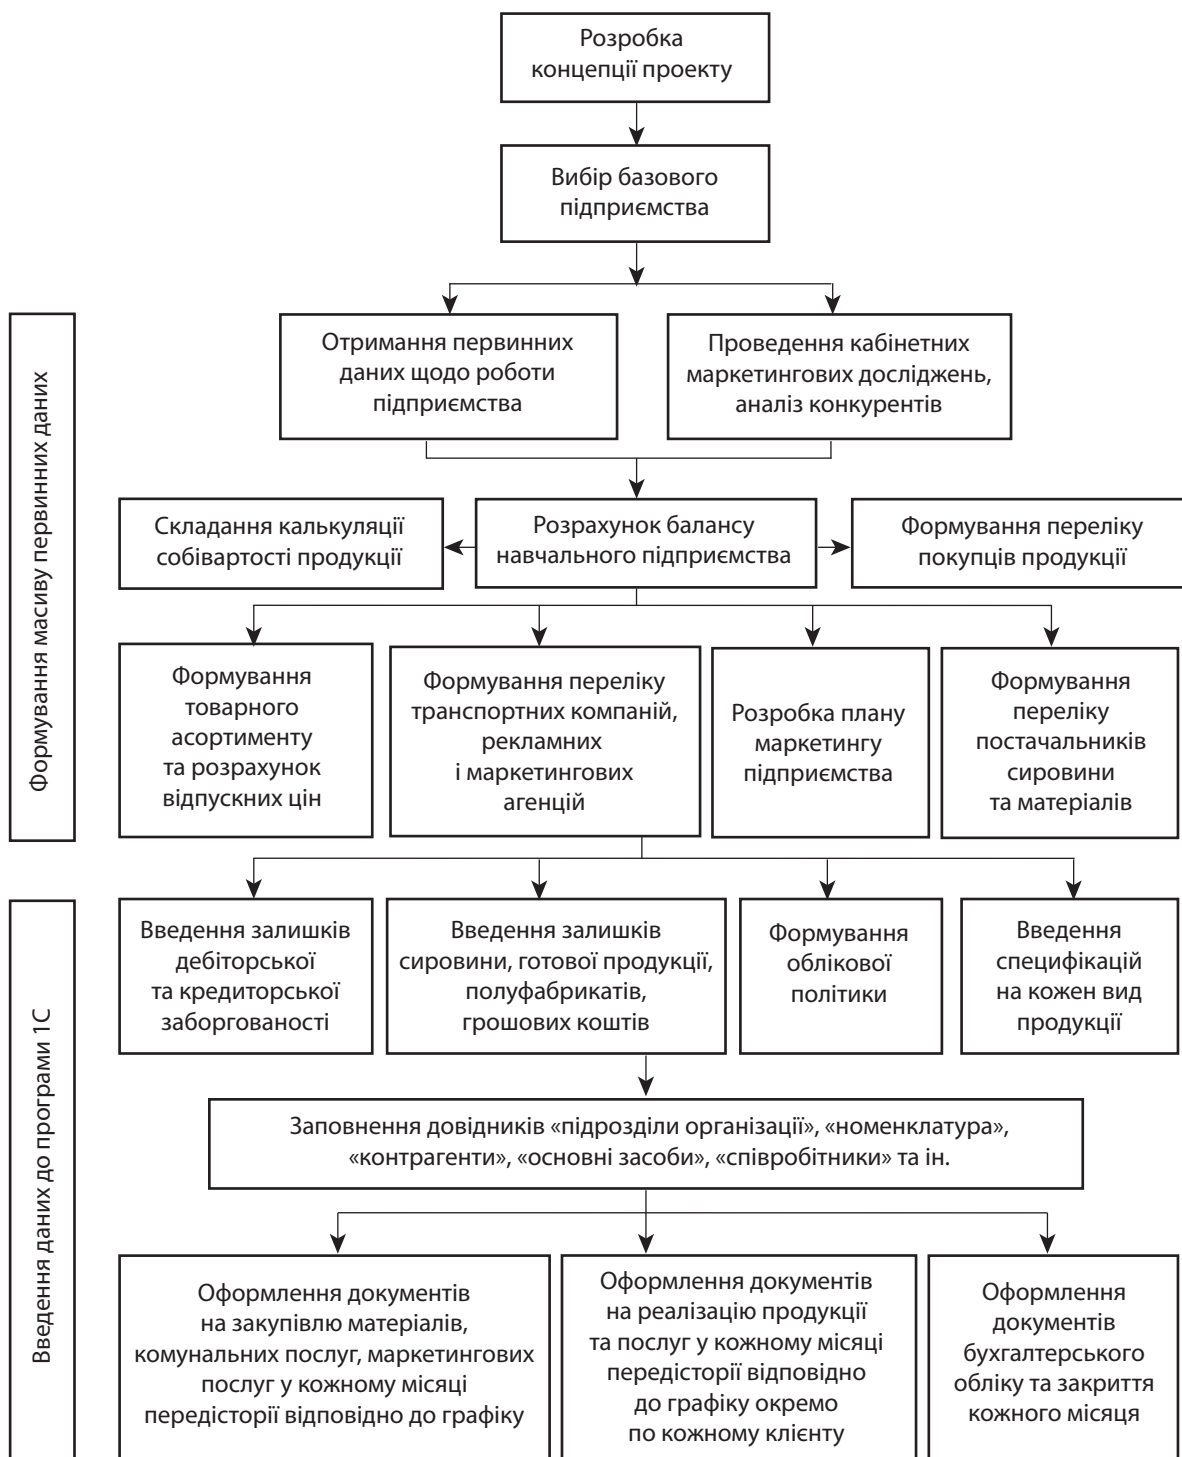 Розробка
концепції проекту
Вибір базового
підприємства
Формування масиву первинних даних
Отримання первинних
даних щодо роботи
підприємства
Проведення кабінетних
маркетингових досліджень,
аналіз конкурентів
Складання калькуляції
собівартості продукції
Розрахунок балансу
навчального підприємства
Формування переліку
покупців продукції
Формування
товарного
асортименту
та розрахунок
відпускних цін
Формування переліку
транспортних компаній,
рекламних
і маркетингових
агенцій
Розробка плану
маркетингу
підприємства
Формування
переліку
постачальників
сировини
та матеріалів
Введення даних до програми 1С
Введення залишків
дебіторської
та кредиторської
заборгованості
Введення залишків
сировини, готової продукції,
полуфабрикатів,
грошових коштів
Формування
облікової
політики
Введення
специфікацій
на кожен вид
продукції
Заповнення довідників «підрозділи організації», «номенклатура»,
«контрагенти», «основні засоби», «співробітники» та ін.
Оформлення документів
на закупівлю матеріалів,
комунальних послуг, маркетингових
послуг у кожному місяці
передісторії відповідно до графіку
Оформлення документів
на реалізацію продукції
та послуг у кожному місяці
передісторії відповідно
до графіку окремо
по кожному клієнту
Оформлення
документів
бухгалтерського
обліку та закриття
кожного місяця